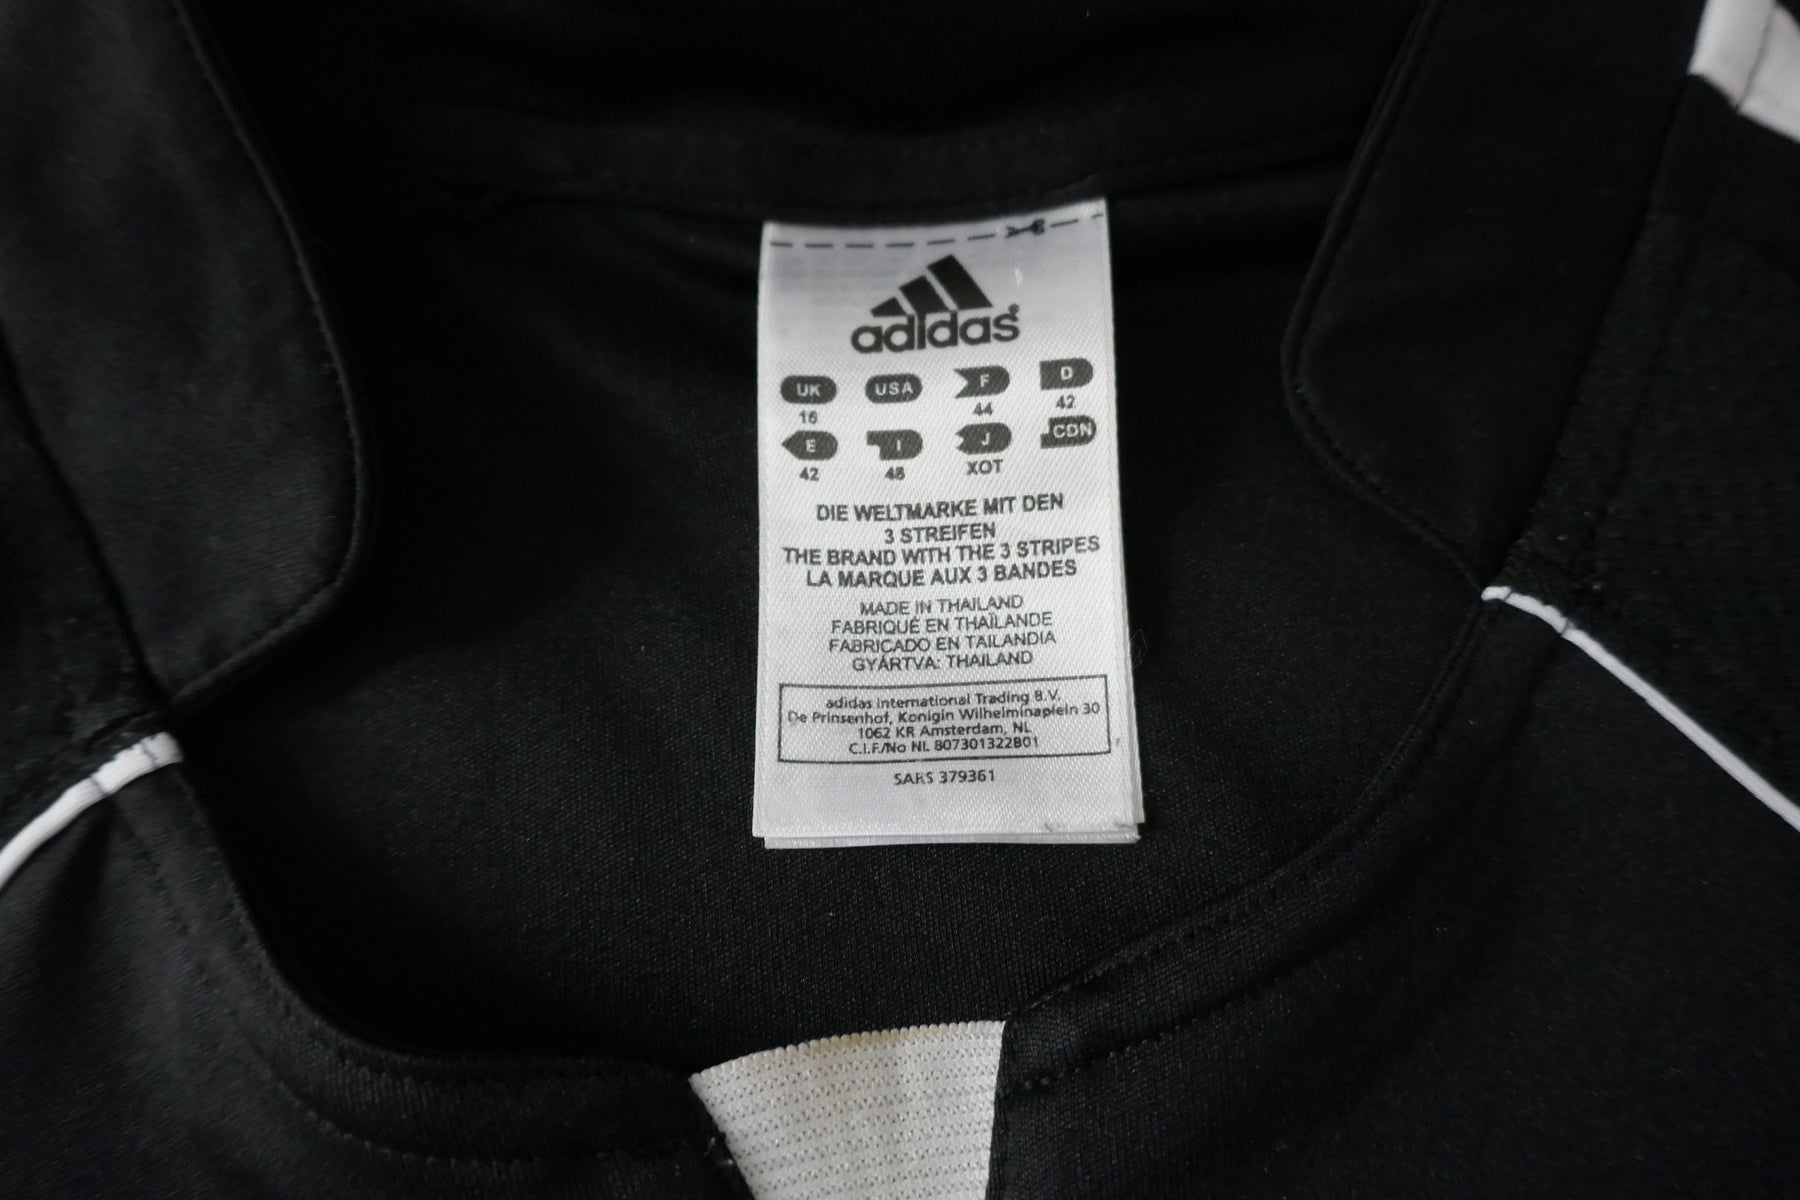 adidas®
UK USA F D
16 44 42
E I J CDN
42 48 XOT
DIE WELTMARKE MIT DEN
3 STREIFEN
THE BRAND WITH THE 3 STRIPES
LA MARQUE AUX 3 BANDES
MADE IN THAILAND
FABRIQUÉ EN THAÏLANDE
FABRICADO EN TAILANDIA
GYÁRTVA: THAILAND
adidas International Trading B.V.
De Prinsenhof, Konigin Wilhelminaplein 30
1062 KR Amsterdam, NL
C.I.F./No NL 807301322B01
SARS 379361